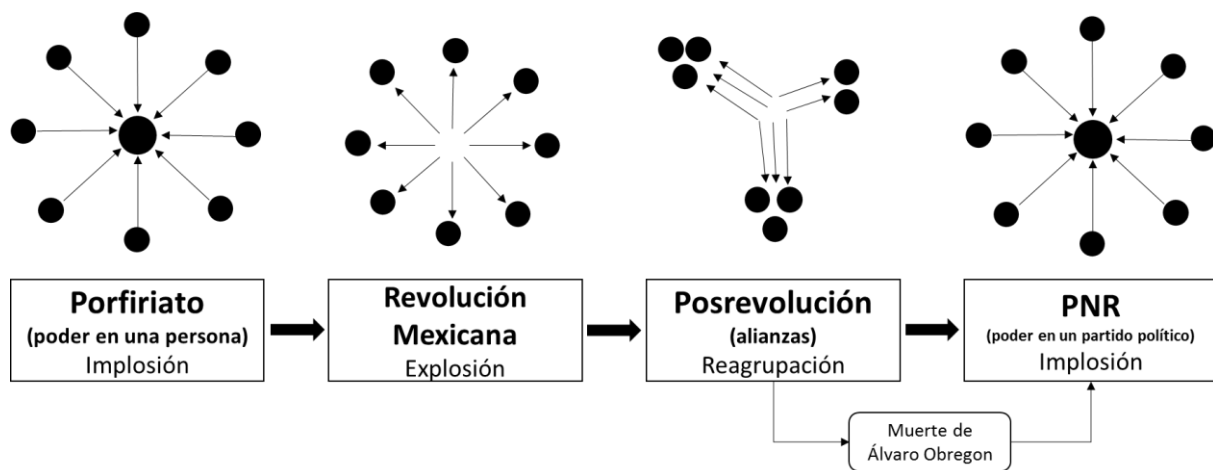 Porfiriato
(poder en una persona)
Implosión
Revolución
Mexicana
Explosión
Posrevolución
(alianzas)
Reagrupación
PNR
(poder en un partido político)
Implosión
Muerte de
Álvaro Obregon